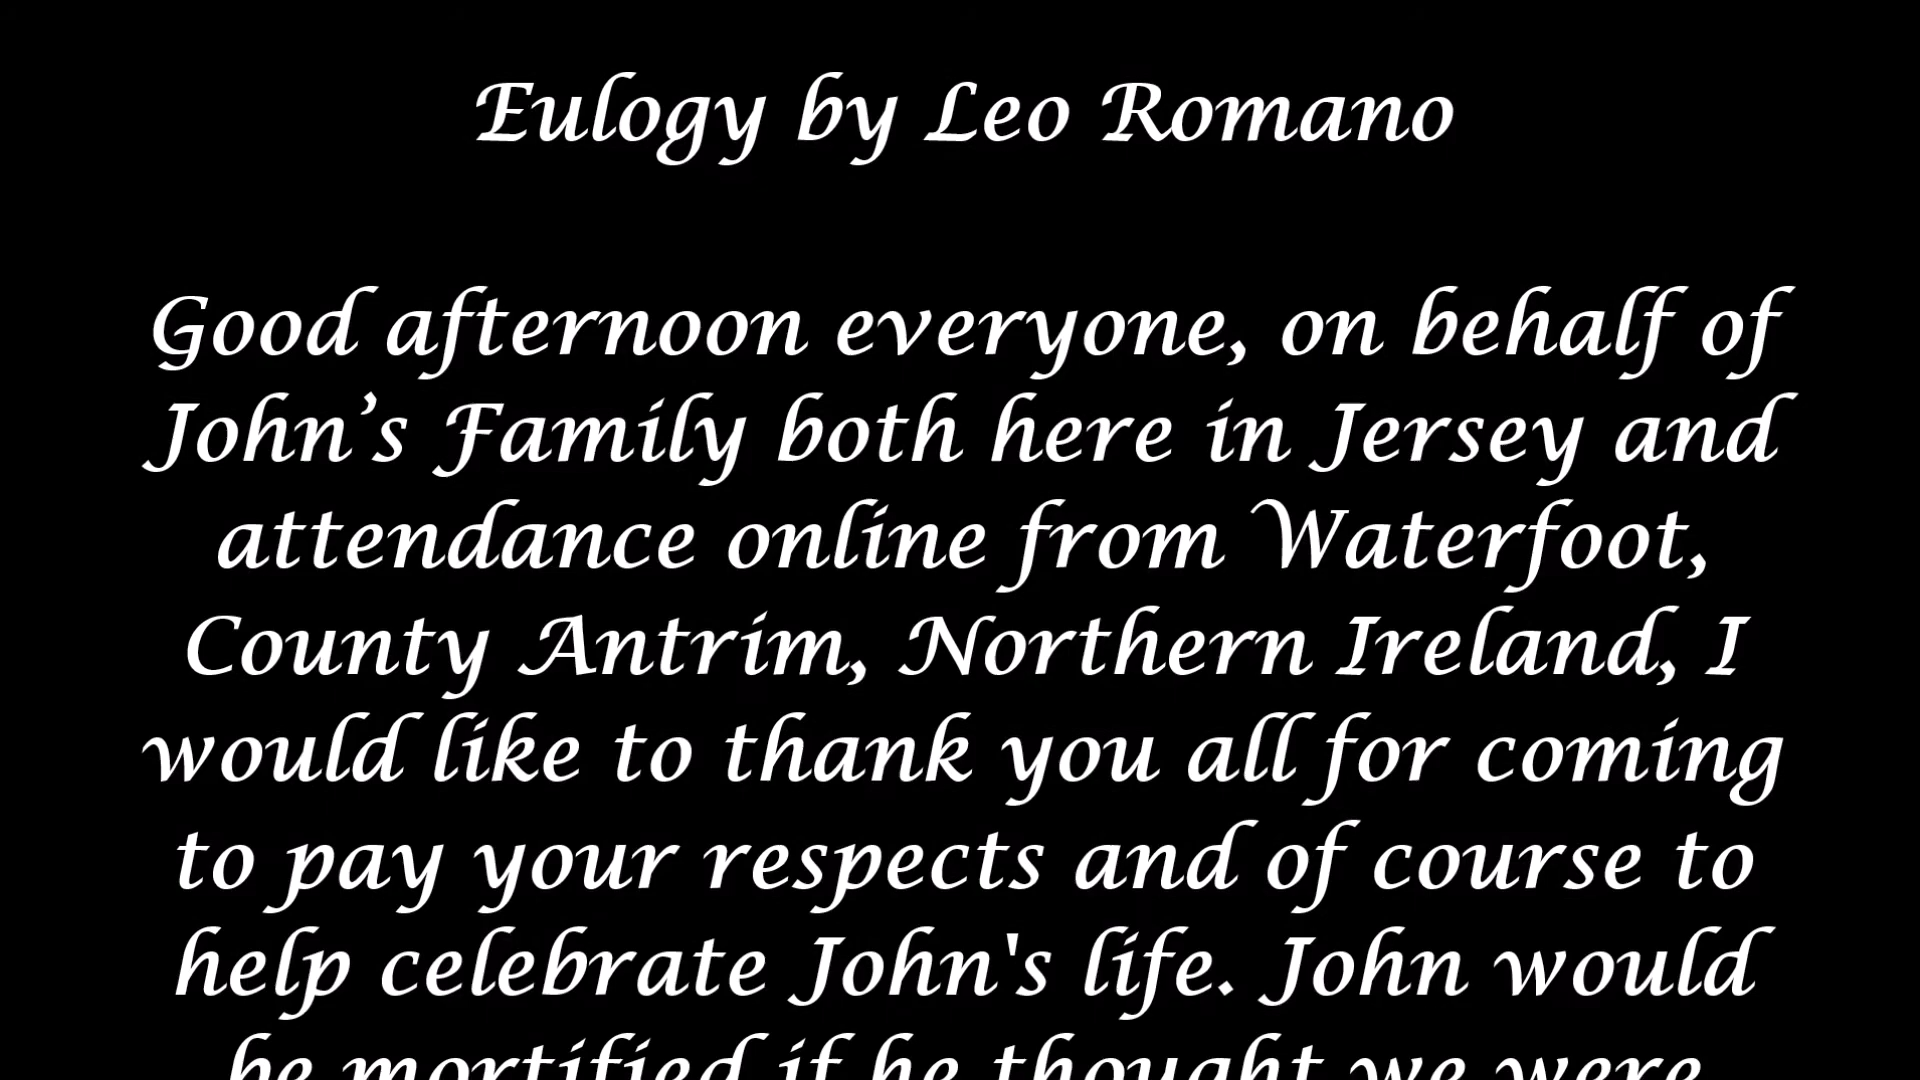 Eulogy by Leo Romano
Good afternoon everyone, on behalf of
John’s Family both here in Jersey and
attendance online from Waterfoot,
County Antrim, Northern Ireland, I
would like to thank you all for coming
to pay your respects and of course to
help celebrate John's life. John would
be mortified if he thought we were